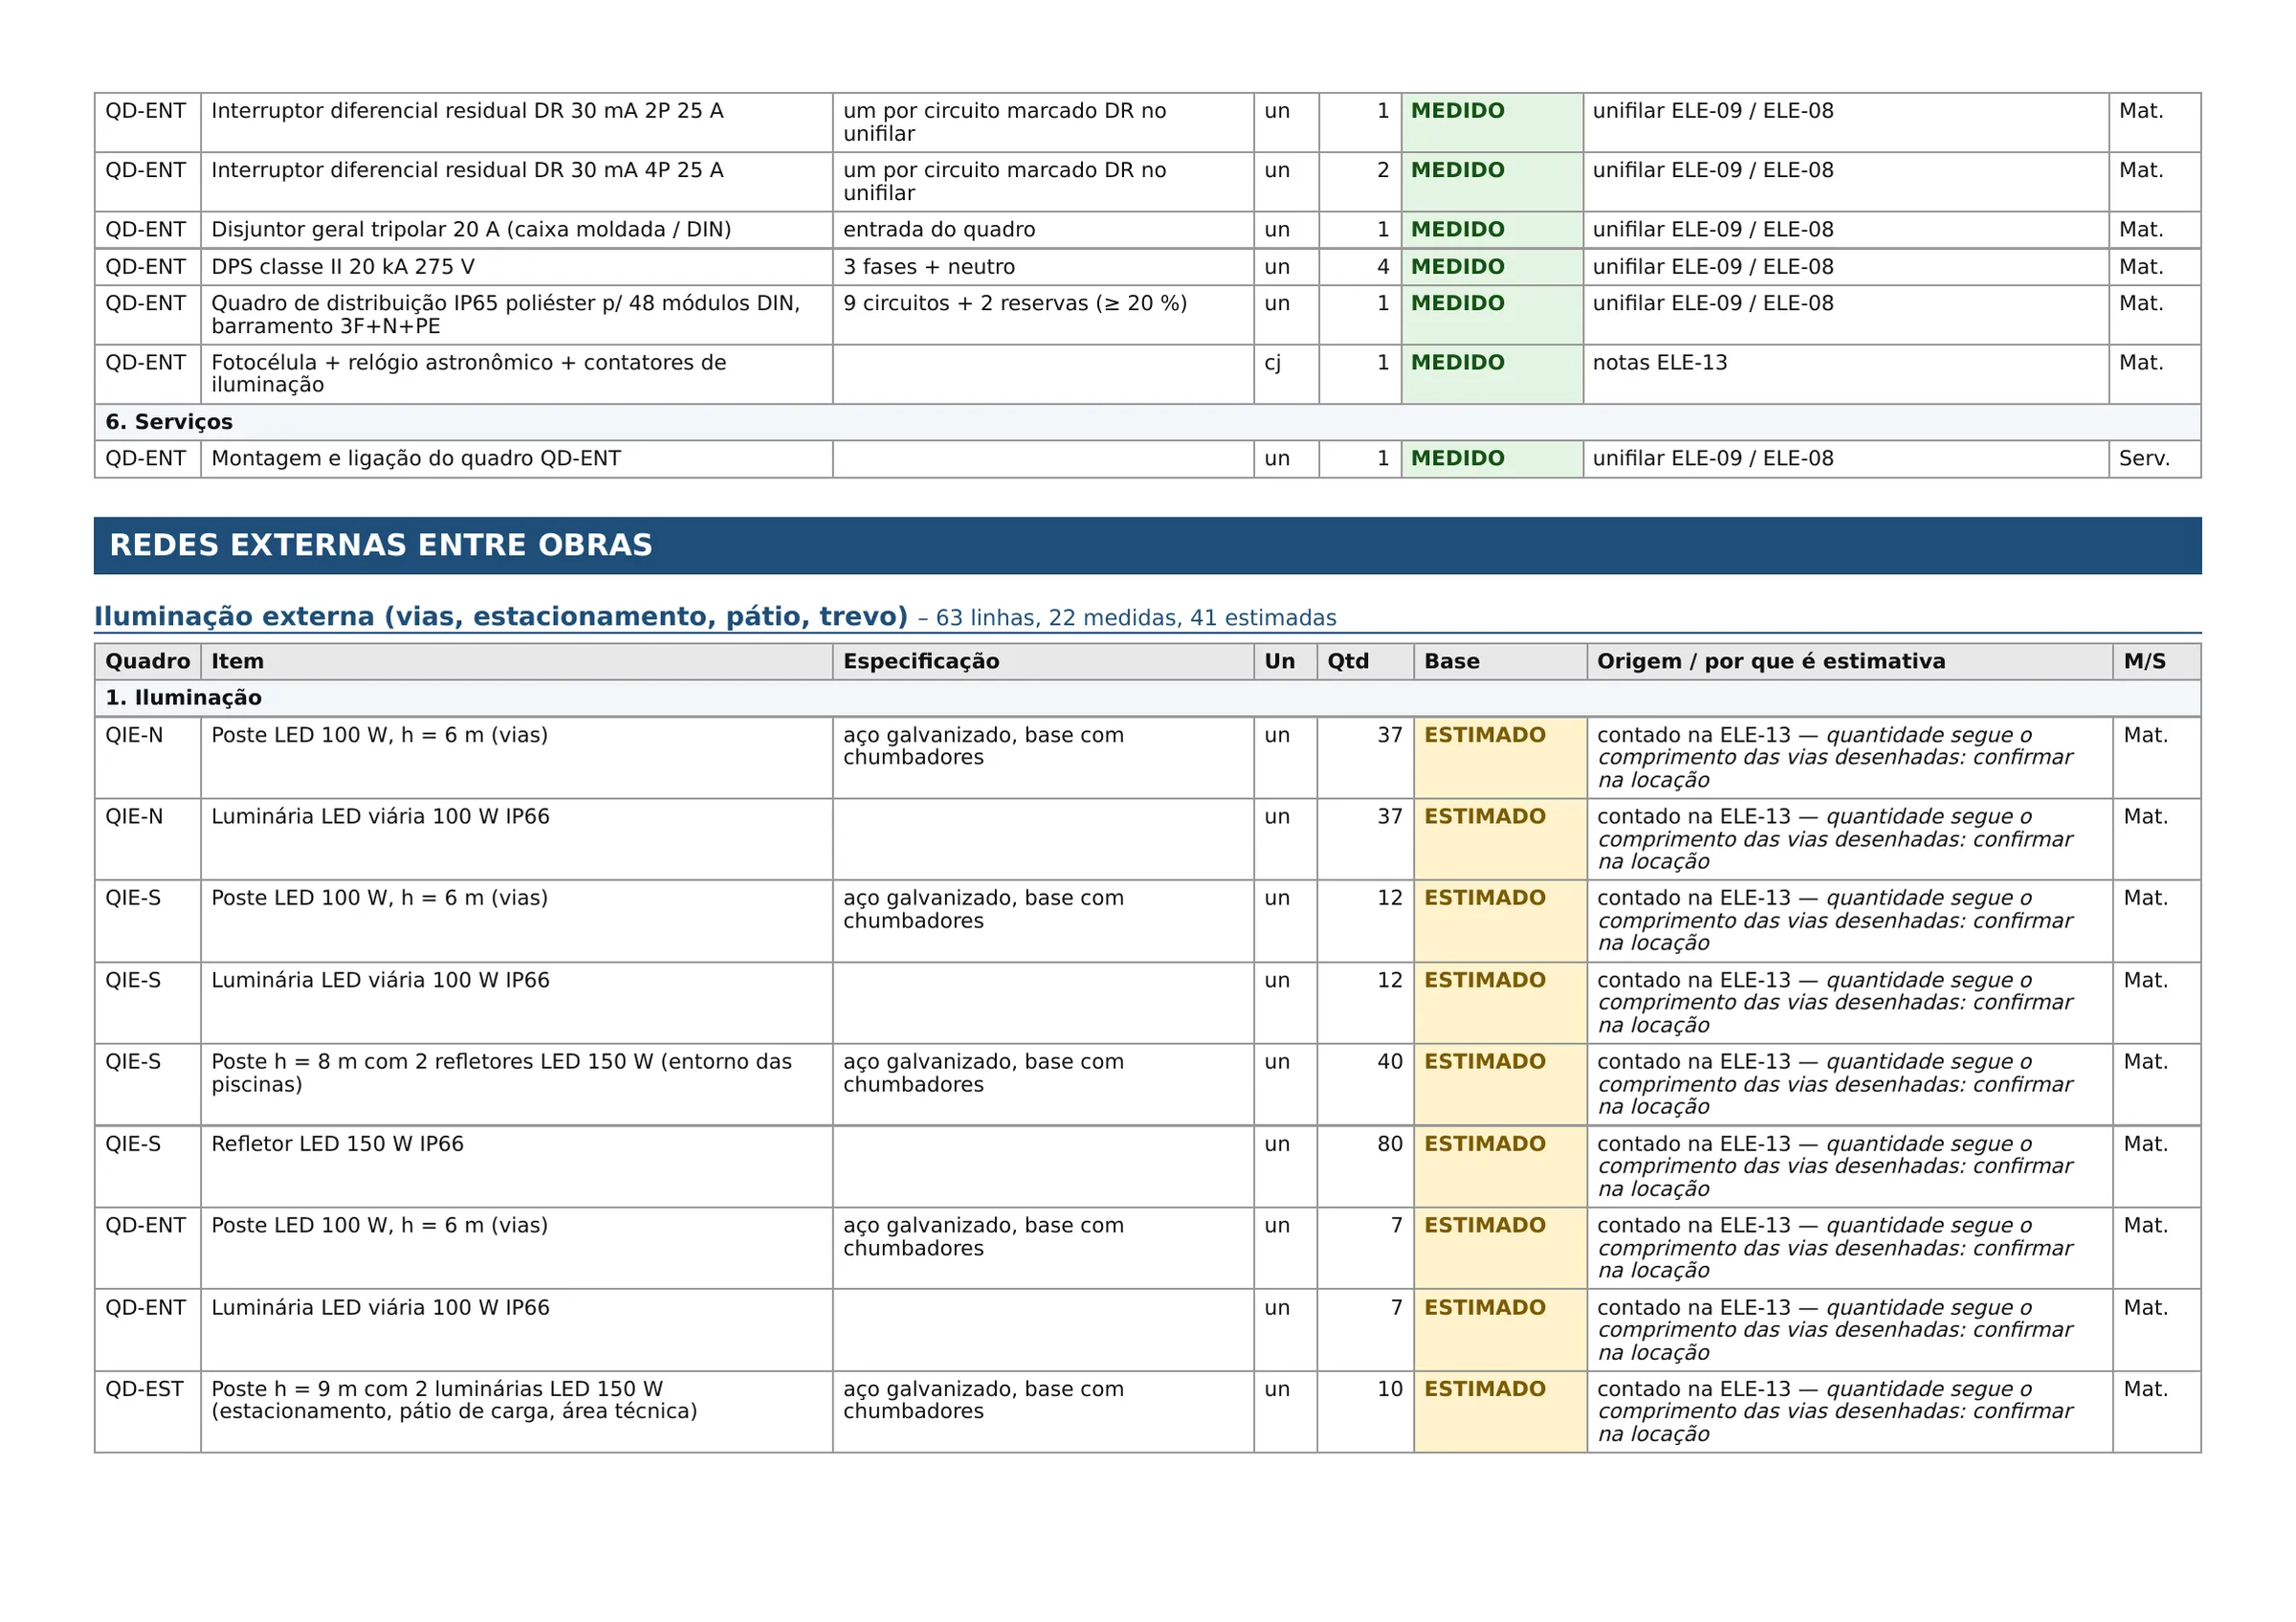 QD-ENT Interruptor diferencial residual DR 30 mA 2P 25 A um por circuito marcado DR no unifilar un 1 MEDIDO unifilar ELE-09 / ELE-08 Mat.
QD-ENT Interruptor diferencial residual DR 30 mA 4P 25 A um por circuito marcado DR no unifilar un 2 MEDIDO unifilar ELE-09 / ELE-08 Mat.
QD-ENT Disjuntor geral tripolar 20 A (caixa moldada / DIN) entrada do quadro un 1 MEDIDO unifilar ELE-09 / ELE-08 Mat.
QD-ENT DPS classe II 20 kA 275 V 3 fases + neutro un 4 MEDIDO unifilar ELE-09 / ELE-08 Mat.
QD-ENT Quadro de distribuição IP65 poliéster p/ 48 módulos DIN, barramento 3F+N+PE 9 circuitos + 2 reservas (≥ 20 %) un 1 MEDIDO unifilar ELE-09 / ELE-08 Mat.
QD-ENT Fotocélula + relógio astronômico + contatores de iluminação cj 1 MEDIDO notas ELE-13 Mat.
6. Serviços
QD-ENT Montagem e ligação do quadro QD-ENT un 1 MEDIDO unifilar ELE-09 / ELE-08 Serv.
REDES EXTERNAS ENTRE OBRAS
Iluminação externa (vias, estacionamento, pátio, trevo) – 63 linhas, 22 medidas, 41 estimadas
Quadro Item Especificação Un Qtd Base Origem / por que é estimativa M/S
1. Iluminação
QIE-N Poste LED 100 W, h = 6 m (vias) aço galvanizado, base com chumbadores un 37 ESTIMADO contado na ELE-13 — quantidade segue o comprimento das vias desenhadas: confirmar na locação Mat.
QIE-N Luminária LED viária 100 W IP66 un 37 ESTIMADO contado na ELE-13 — quantidade segue o comprimento das vias desenhadas: confirmar na locação Mat.
QIE-S Poste LED 100 W, h = 6 m (vias) aço galvanizado, base com chumbadores un 12 ESTIMADO contado na ELE-13 — quantidade segue o comprimento das vias desenhadas: confirmar na locação Mat.
QIE-S Luminária LED viária 100 W IP66 un 12 ESTIMADO contado na ELE-13 — quantidade segue o comprimento das vias desenhadas: confirmar na locação Mat.
QIE-S Poste h = 8 m com 2 refletores LED 150 W (entorno das piscinas) aço galvanizado, base com chumbadores un 40 ESTIMADO contado na ELE-13 — quantidade segue o comprimento das vias desenhadas: confirmar na locação Mat.
QIE-S Refletor LED 150 W IP66 un 80 ESTIMADO contado na ELE-13 — quantidade segue o comprimento das vias desenhadas: confirmar na locação Mat.
QD-ENT Poste LED 100 W, h = 6 m (vias) aço galvanizado, base com chumbadores un 7 ESTIMADO contado na ELE-13 — quantidade segue o comprimento das vias desenhadas: confirmar na locação Mat.
QD-ENT Luminária LED viária 100 W IP66 un 7 ESTIMADO contado na ELE-13 — quantidade segue o comprimento das vias desenhadas: confirmar na locação Mat.
QD-EST Poste h = 9 m com 2 luminárias LED 150 W (estacionamento, pátio de carga, área técnica) aço galvanizado, base com chumbadores un 10 ESTIMADO contado na ELE-13 — quantidade segue o comprimento das vias desenhadas: confirmar na locação Mat.